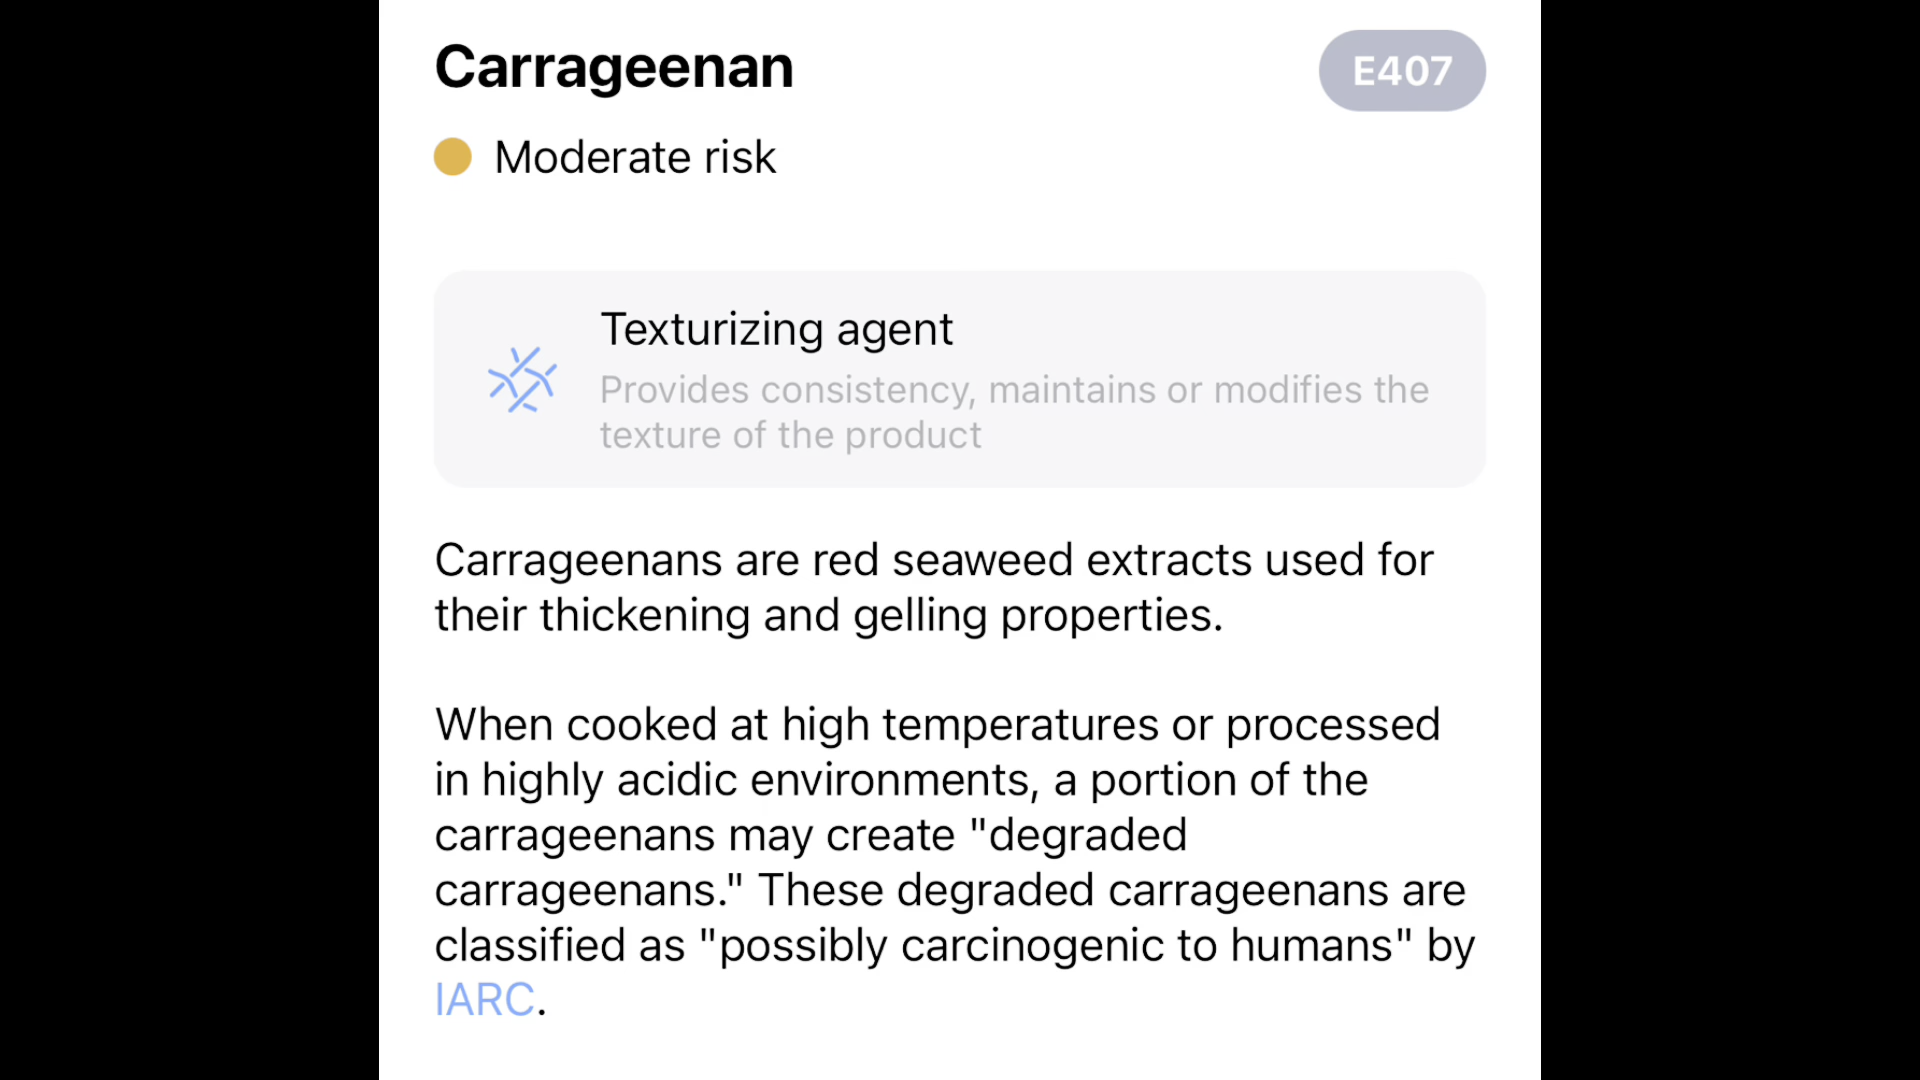 Carrageenan
E407
Moderate risk
Texturizing agent
Provides consistency, maintains or modifies the
texture of the product
Carrageenans are red seaweed extracts used for
their thickening and gelling properties.
When cooked at high temperatures or processed
in highly acidic environments, a portion of the
carrageenans may create "degraded
carrageenans." These degraded carrageenans are
classified as "possibly carcinogenic to humans" by
IARC.